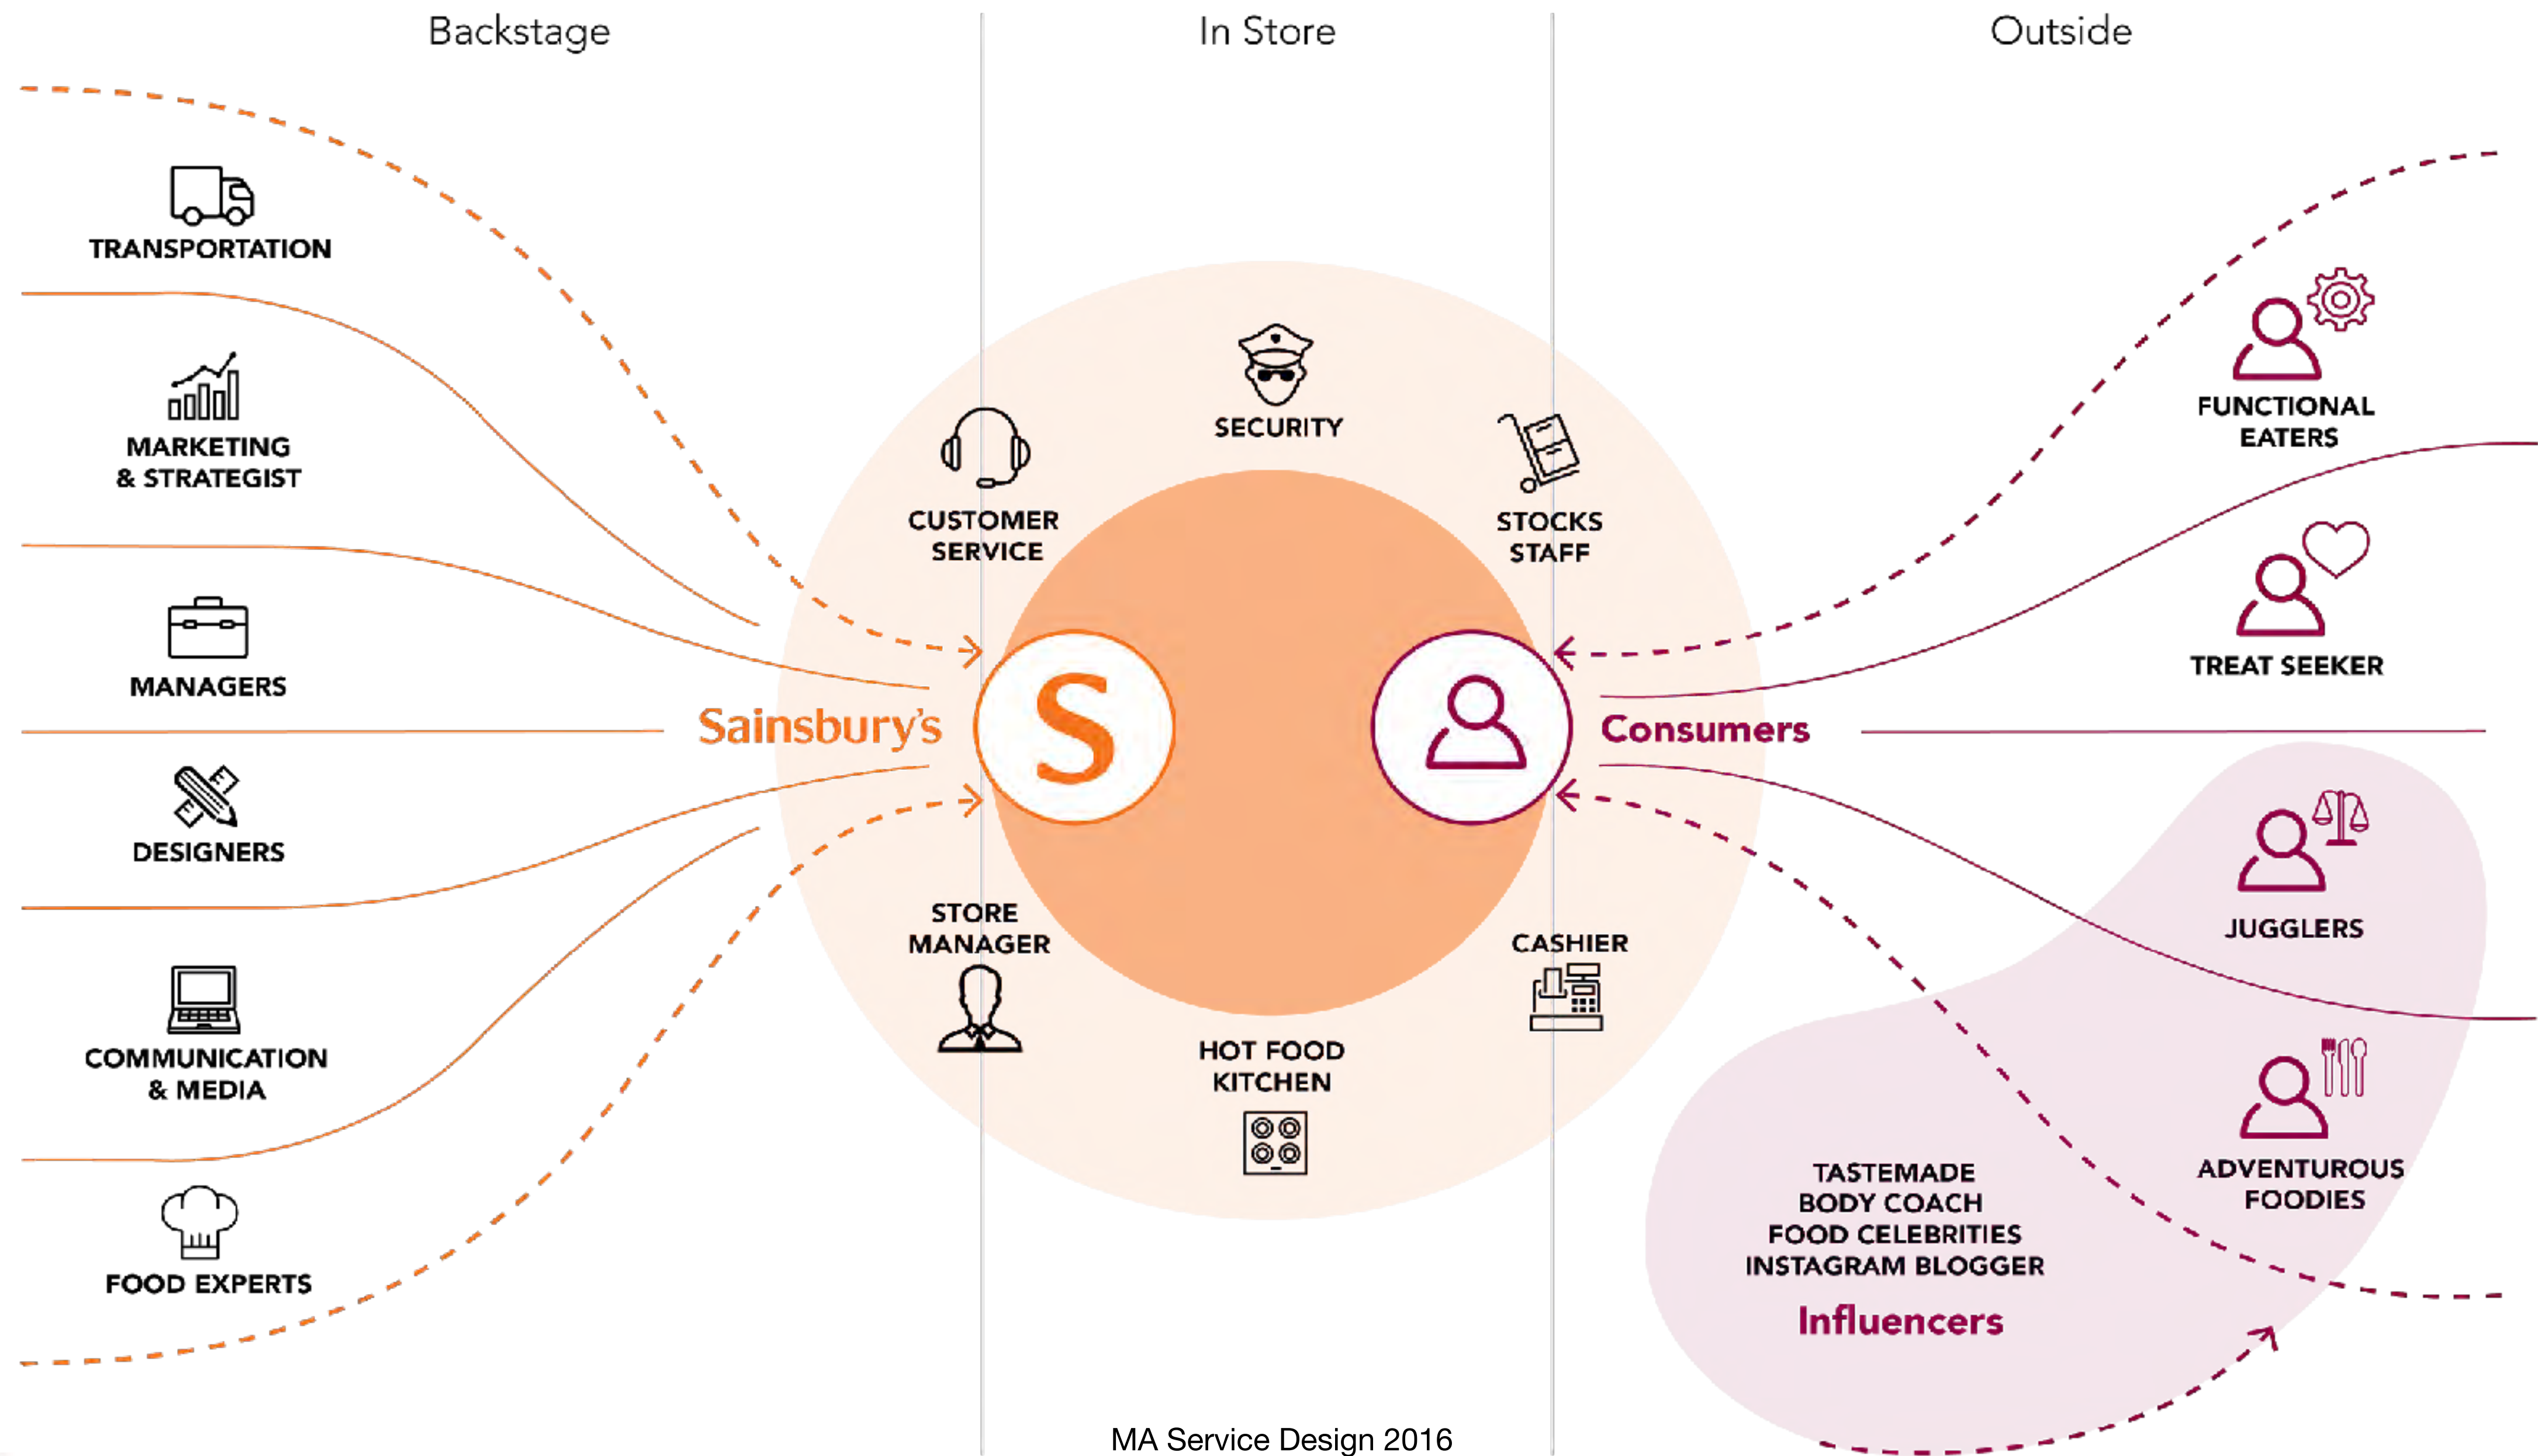 Backstage
In Store
Outside
TRANSPORTATION
MARKETING
& STRATEGIST
MANAGERS
DESIGNERS
COMMUNICATION
& MEDIA
FOOD EXPERTS
Sainsbury's
S
CUSTOMER
SERVICE
SECURITY
STOCKS
STAFF
STORE
MANAGER
HOT FOOD
KITCHEN
CASHIER
Consumers
FUNCTIONAL
EATERS
TREAT SEEKER
JUGGLERS
ADVENTUROUS
FOODIES
TASTEMADE
BODY COACH
FOOD CELEBRITIES
INSTAGRAM BLOGGER
Influencers
MA Service Design 2016